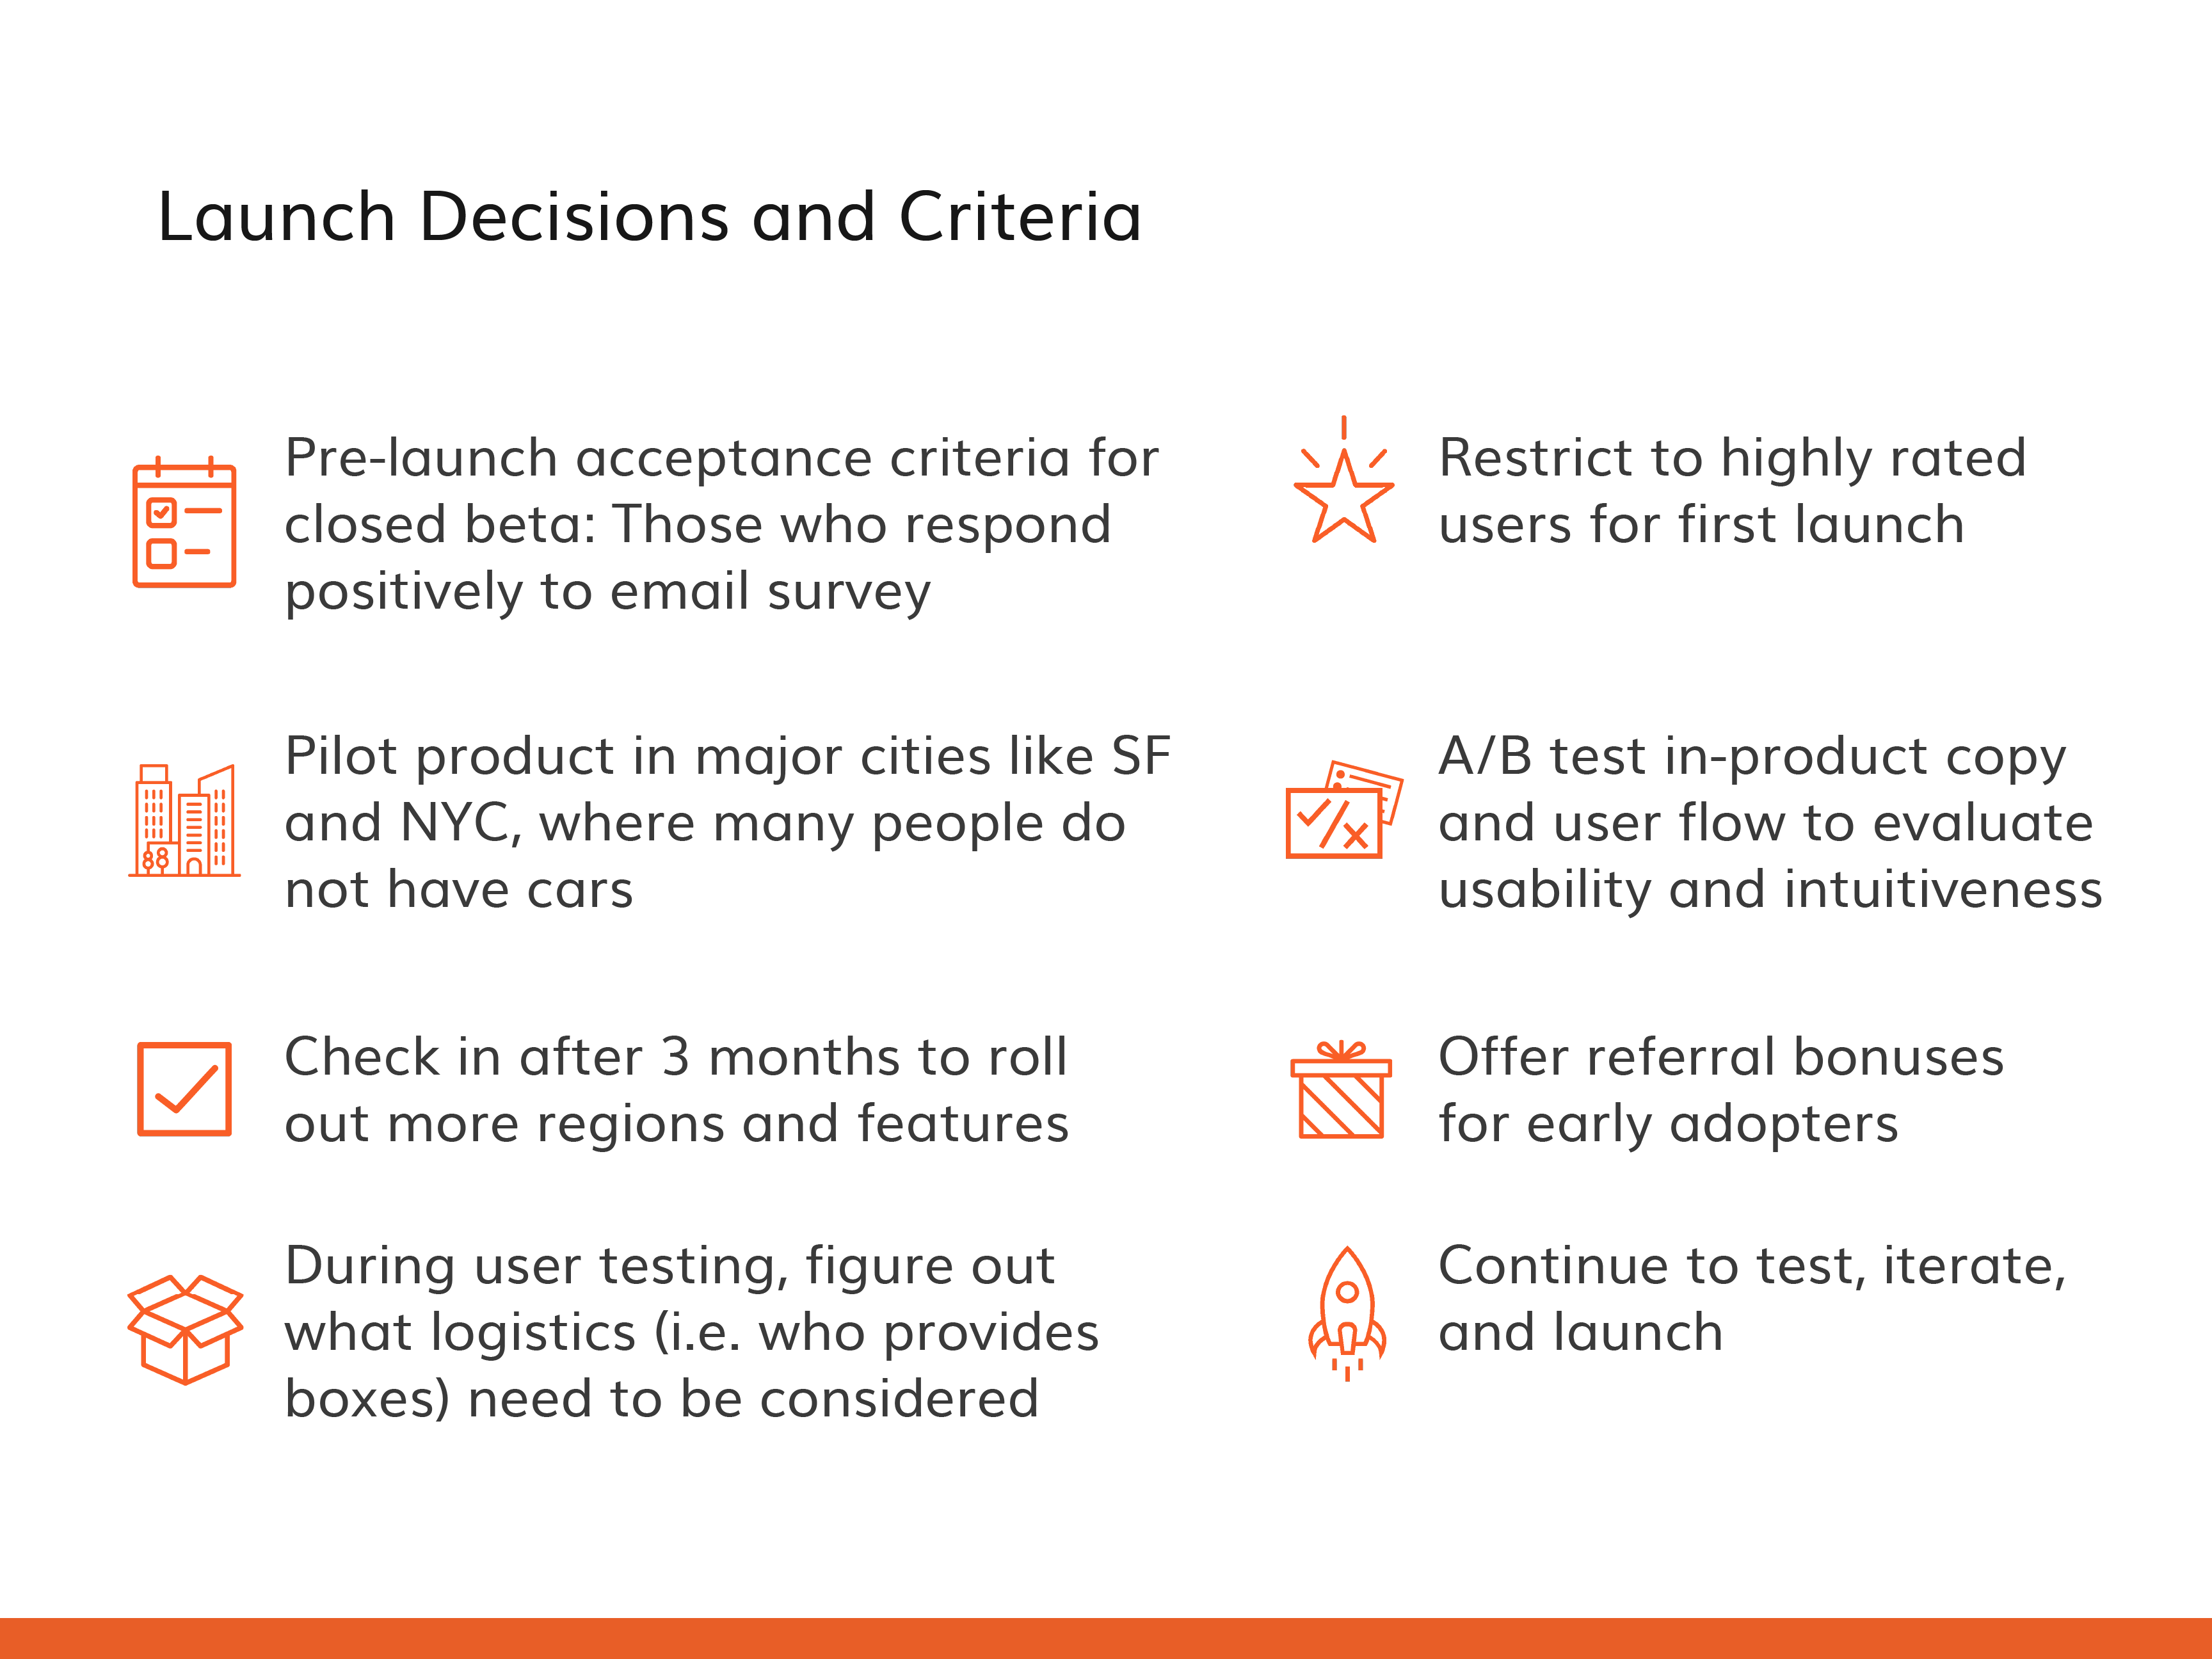 Launch Decisions and Criteria
Pre-launch acceptance criteria for
closed beta: Those who respond
positively to email survey
Pilot product in major cities like SF
and NYC, where many people do
not have cars
Check in after 3 months to roll
out more regions and features
During user testing, figure out
what logistics (i.e. who provides
boxes) need to be considered
Restrict to highly rated
users for first launch
A/B test in-product copy
and user flow to evaluate
usability and intuitiveness
Offer referral bonuses
for early adopters
Continue to test, iterate,
and launch